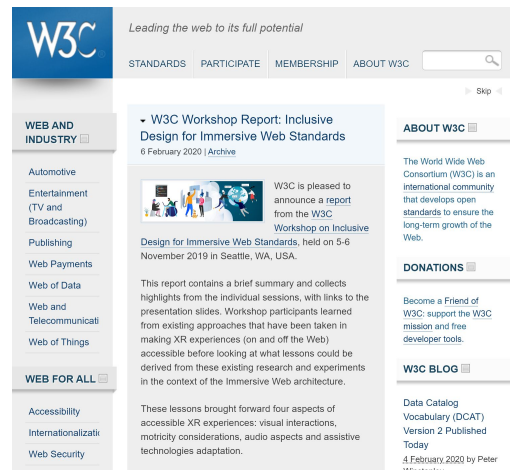 W3C
Leading the web to its full potential
STANDARDS PARTICIPATE MEMBERSHIP ABOUT W3C
Skip
WEB AND
INDUSTRY
Automotive
Entertainment
(TV and
Broadcasting)
Publishing
Web Payments
Web of Data
Web and
Telecommunicati
Web of Things
WEB FOR ALL
Accessibility
Internationalizatic
Web Security
W3C Workshop Report: Inclusive
Design for Immersive Web Standards
6 February 2020 | Archive
W3C is pleased to
announce a report
from the W3C
Workshop on Inclusive
Design for Immersive Web Standards, held on 5-6
November 2019 in Seattle, WA, USA.
This report contains a brief summary and collects
highlights from the individual sessions, with links to the
presentation slides. Workshop participants learned
from existing approaches that have been taken in
making XR experiences (on and off the Web)
accessible before looking at what lessons could be
derived from these existing research and experiments
in the context of the Immersive Web architecture.
These lessons brought forward four aspects of
accessible XR experiences: visual interactions,
motricity considerations, audio aspects and assistive
technologies adaptation.
ABOUT W3C
The World Wide Web
Consortium (W3C) is an
international community
that develops open
standards to ensure the
long-term growth of the
Web.
DONATIONS
Become a Friend of
W3C: support the W3C
mission and free
developer tools.
W3C BLOG
Data Catalog
Vocabulary (DCAT)
Version 2 Published
Today
4 February 2020 by Peter